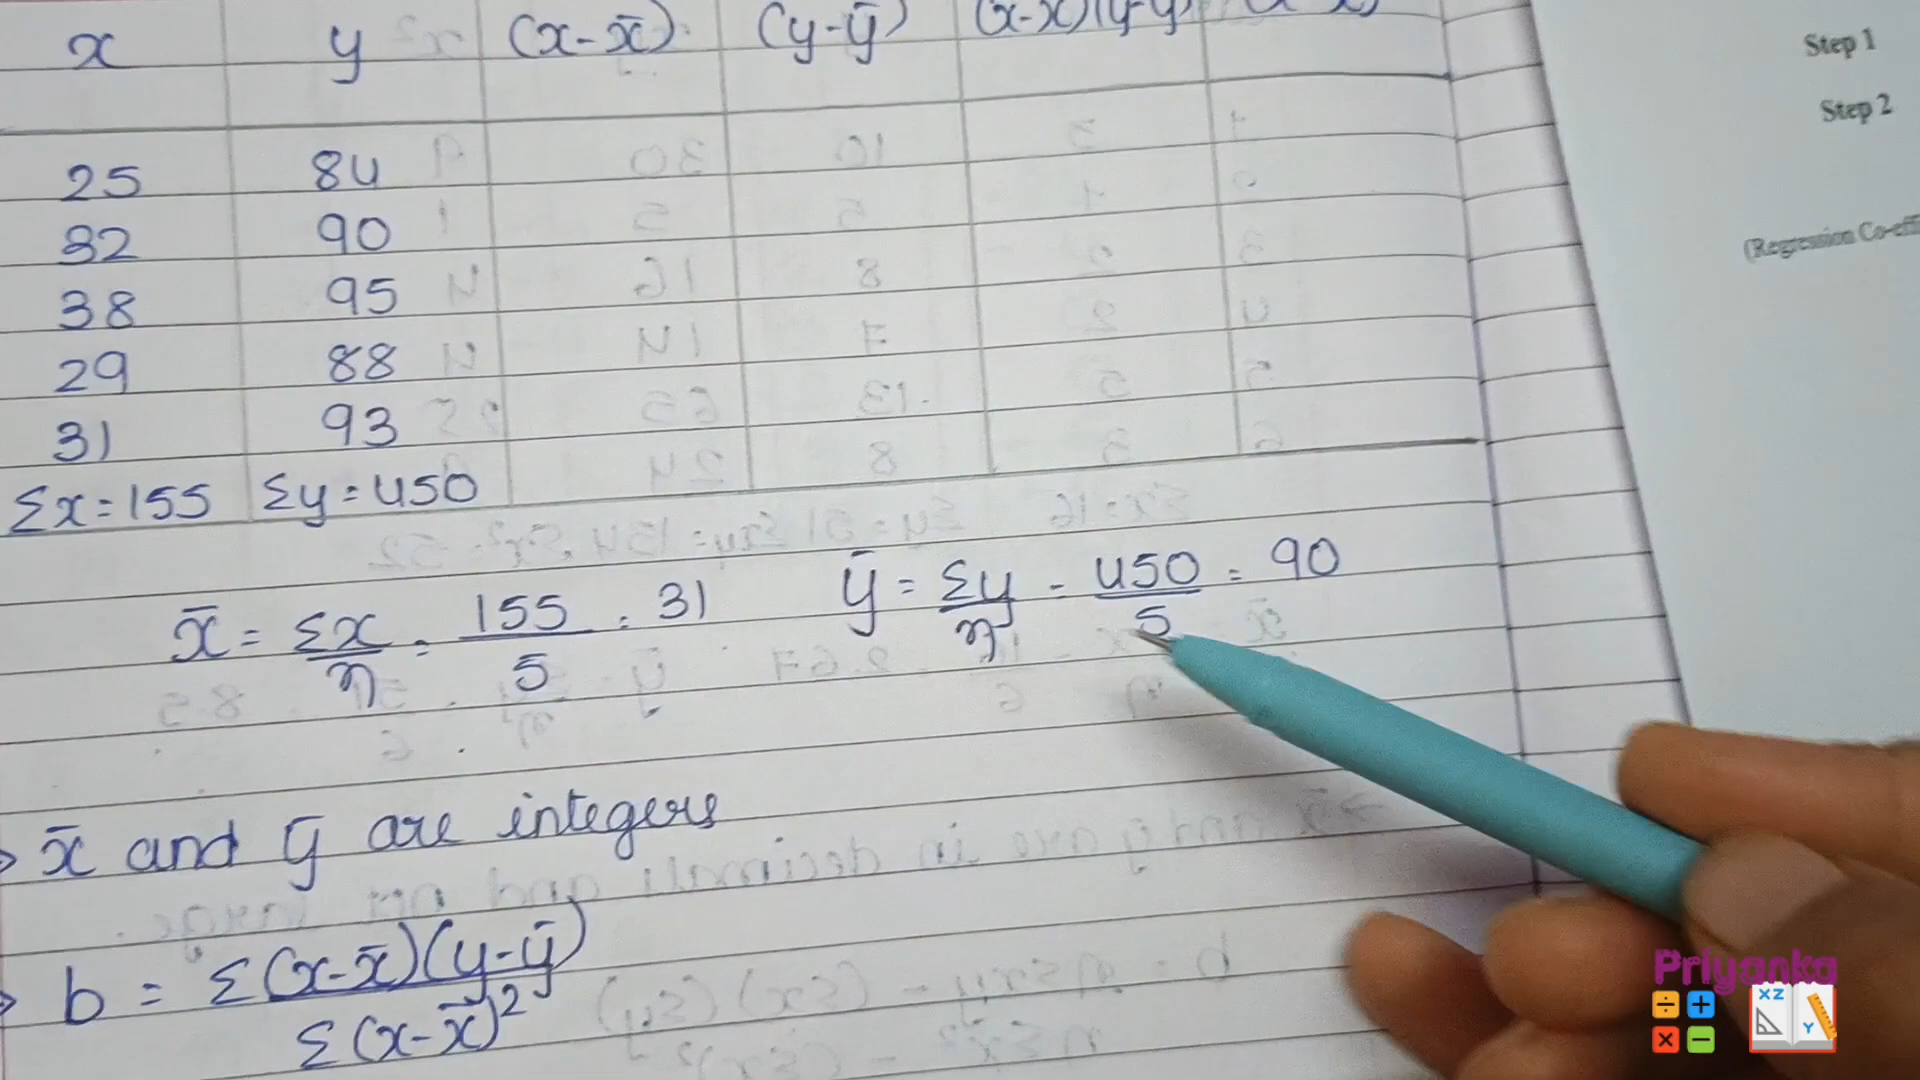 x y (x-x̄) (y-ȳ) (x-x̄)(y-ȳ)
25 84
32 90
38 95
29 88
31 93
Σx=155 Σy=450
x̄ = Σx/n = 155/5 = 31 ȳ = Σy/n = 450/5 = 90
x̄ and ȳ are integers
b = Σ(x-x̄)(y-ȳ)/Σ(x-x̄)²
Step 1
Step 2
(Regression Co-eff
Priyanka
XZ
Y